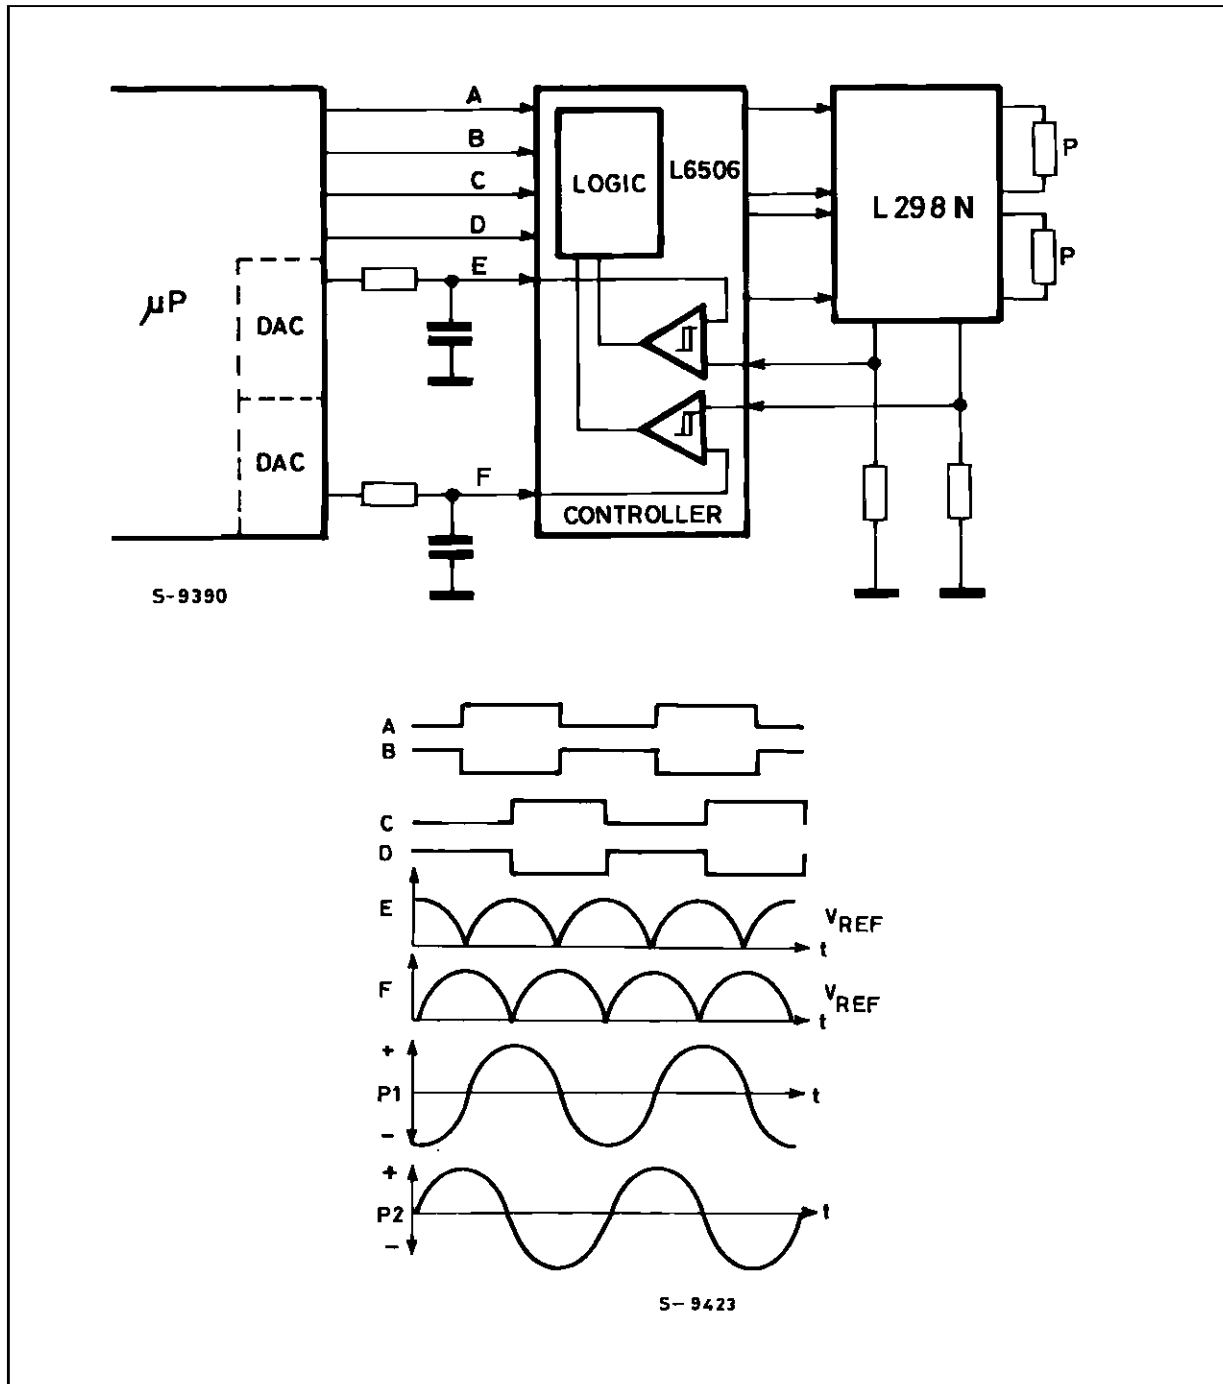 A
B
C
D
E
F
μP
DAC
DAC
LOGIC
L6506
CONTROLLER
L298N
P
P
S-9390
A
B
C
D
E
VREF
t
F
VREF
t
+
P1
-
t
+
P2
-
t
S-9423